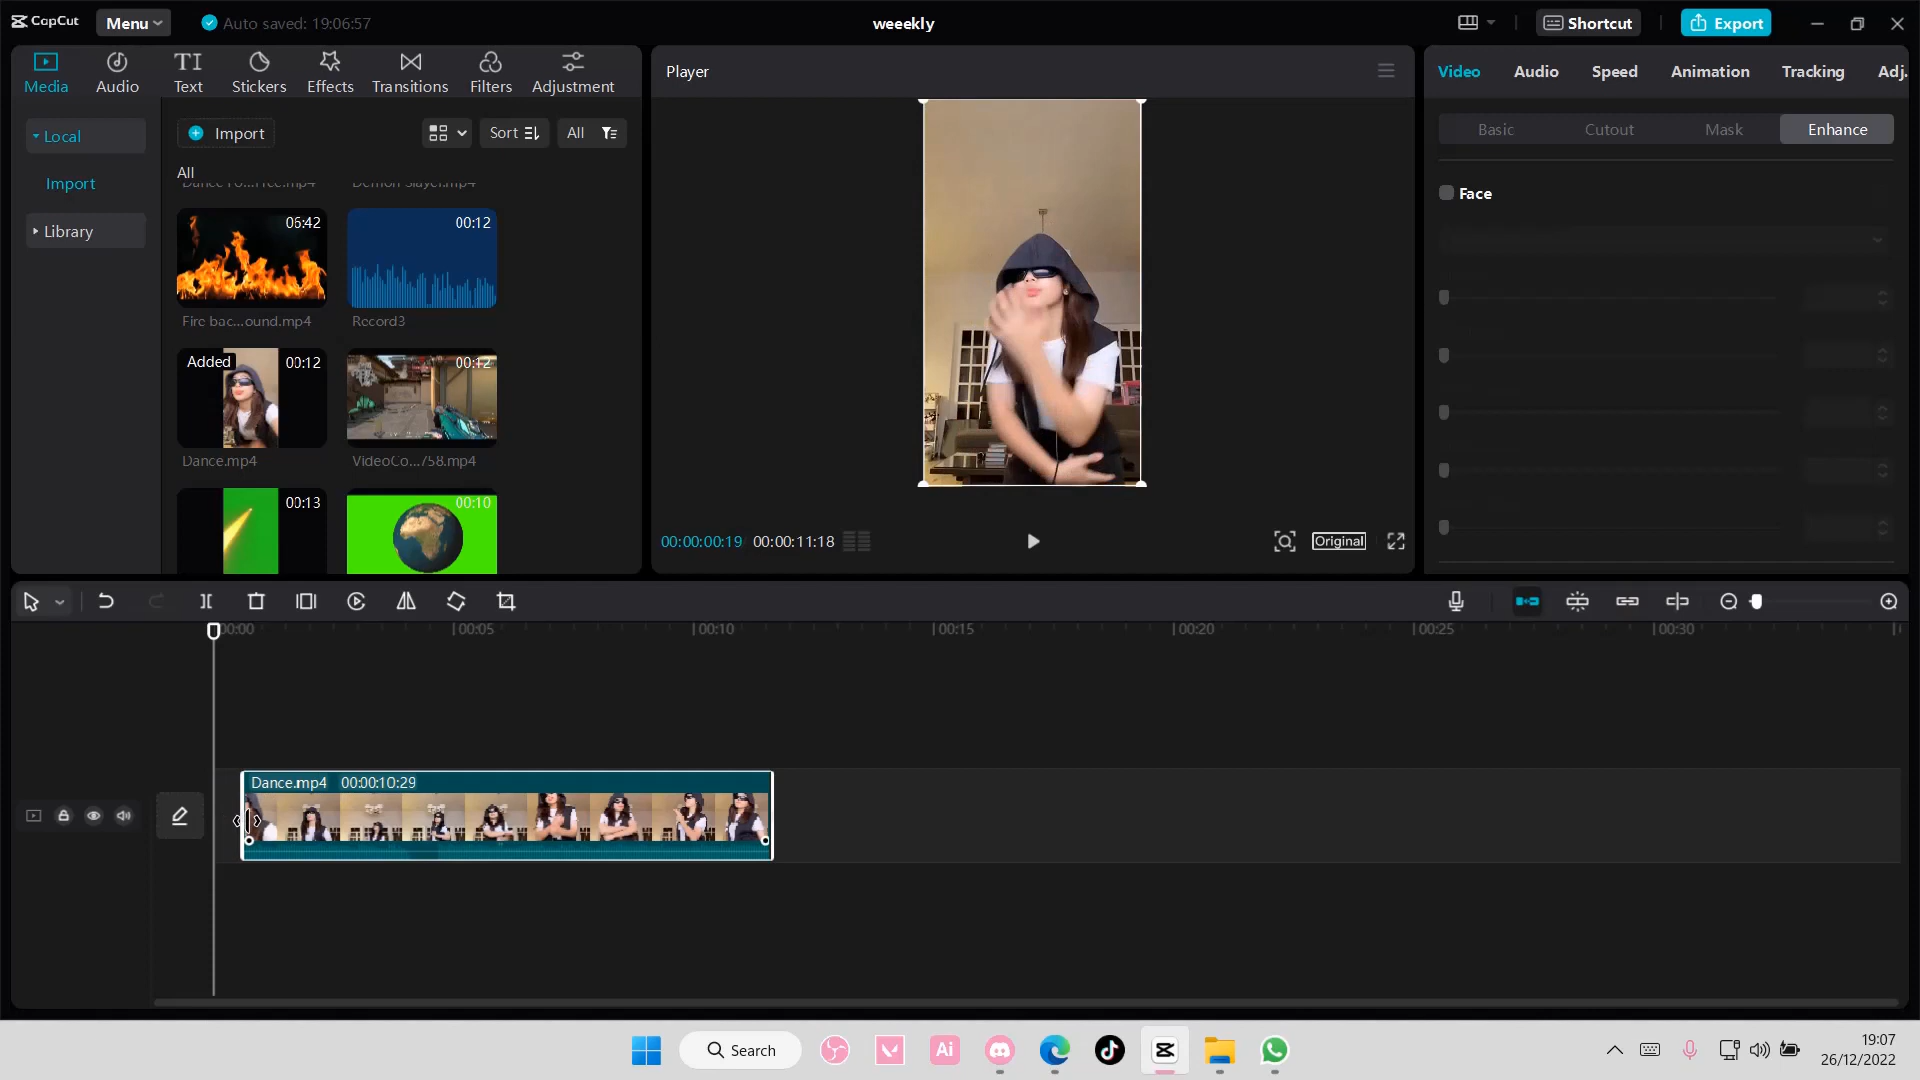 CapCut Menu Auto saved: 19:06:57 weeekly Shortcut Export
Media Audio Text Stickers Effects Transitions Filters Adjustment
Player
Video Audio Speed Animation Tracking Adj.
Local
Import
Library
Import Sort All
All
06:42
Fire bac...ound.mp4
00:12
Record3
Added 00:12
Dance.mp4
00:12
VideoCo...758.mp4
00:13
00:10
00:00:00:19 00:00:11:18
Original
Basic Cutout Mask Enhance
Face
00:00 00:05 00:10 00:15 00:20 00:25 00:30
Dance.mp4 00:00:10:29
Search
Ai
19:07
26/12/2022